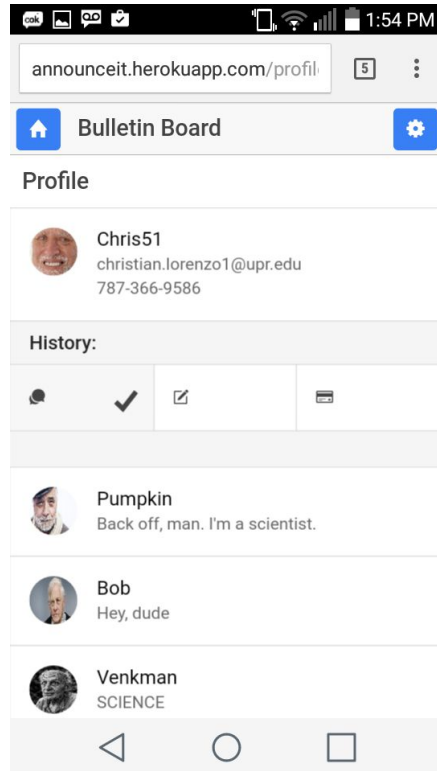 cok
1:54 PM
announceit.herokuapp.com/profil
5
Bulletin Board
Profile
Chris51
christian.lorenzo1@upr.edu
787-366-9586
History:
Pumpkin
Back off, man. I'm a scientist.
Bob
Hey, dude
Venkman
SCIENCE